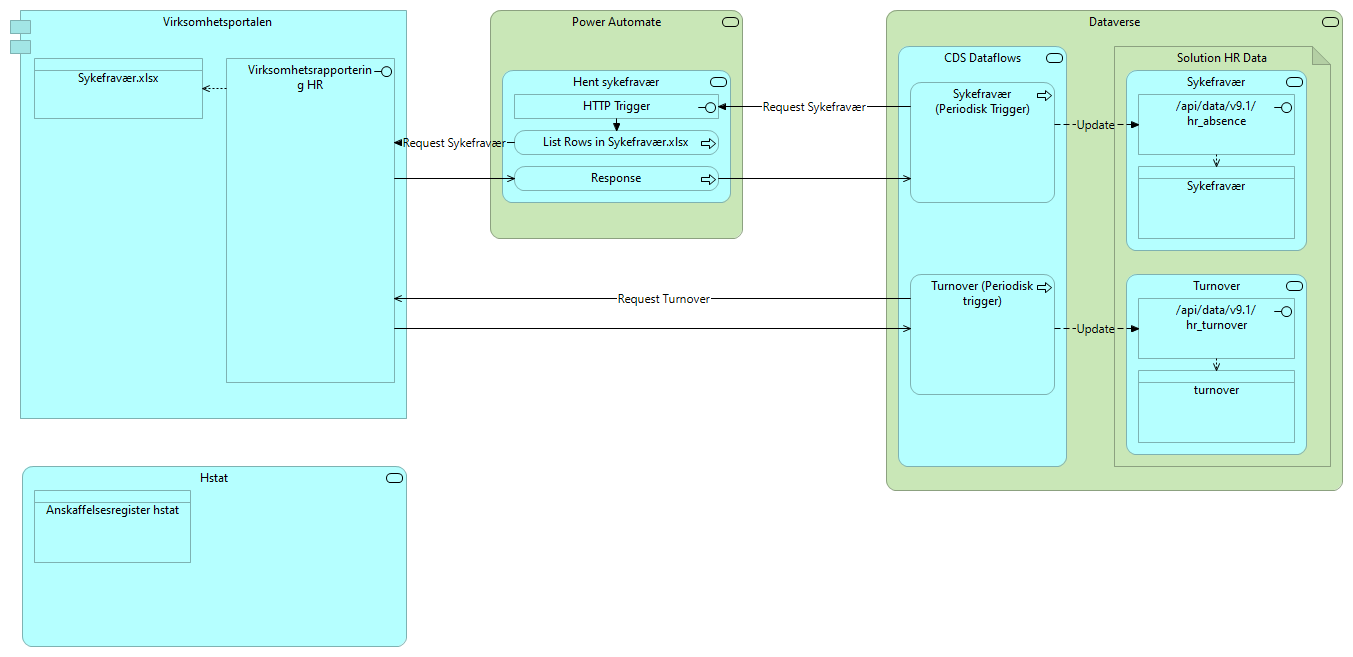 Virksomhetsportalen
Sykefravær.xlsx
Virksomhetsrapporterin
g HR
Power Automate
Hent sykefravær
HTTP Trigger
List Rows in Sykefravær.xlsx
Response
Request Sykefravær
Request Sykefravær
Request Turnover
Dataverse
CDS Dataflows
Sykefravær
(Periodisk Trigger)
Turnover (Periodisk
trigger)
Update
Update
Solution HR Data
Sykefravær
/api/data/v9.1/
hr_absence
Sykefravær
Turnover
/api/data/v9.1/
hr_turnover
turnover
Hstat
Anskaffelsesregister hstat